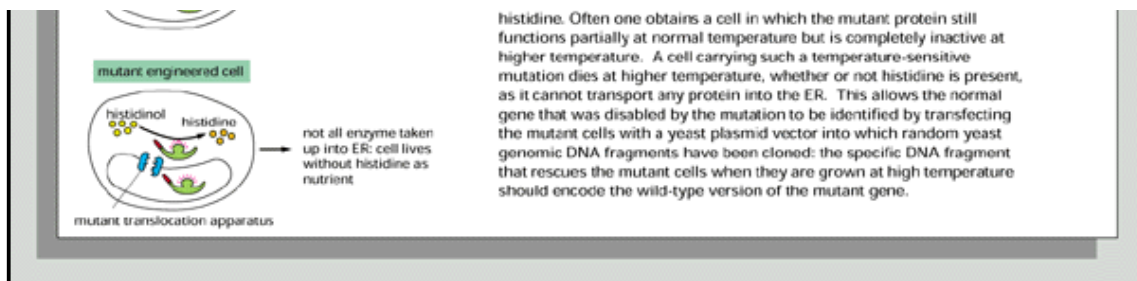 mutant engineered cell
histidinol
histidine
not all enzyme taken
up into ER: cell lives
without histidine as
nutrient
mutant translocation apparatus
histidine. Often one obtains a cell in which the mutant protein still
functions partially at normal temperature but is completely inactive at
higher temperature. A cell carrying such a temperature-sensitive
mutation dies at higher temperature, whether or not histidine is present,
as it cannot transport any protein into the ER. This allows the normal
gene that was disabled by the mutation to be identified by transfecting
the mutant cells with a yeast plasmid vector into which random yeast
genomic DNA fragments have been cloned: the specific DNA fragment
that rescues the mutant cells when they are grown at high temperature
should encode the wild-type version of the mutant gene.